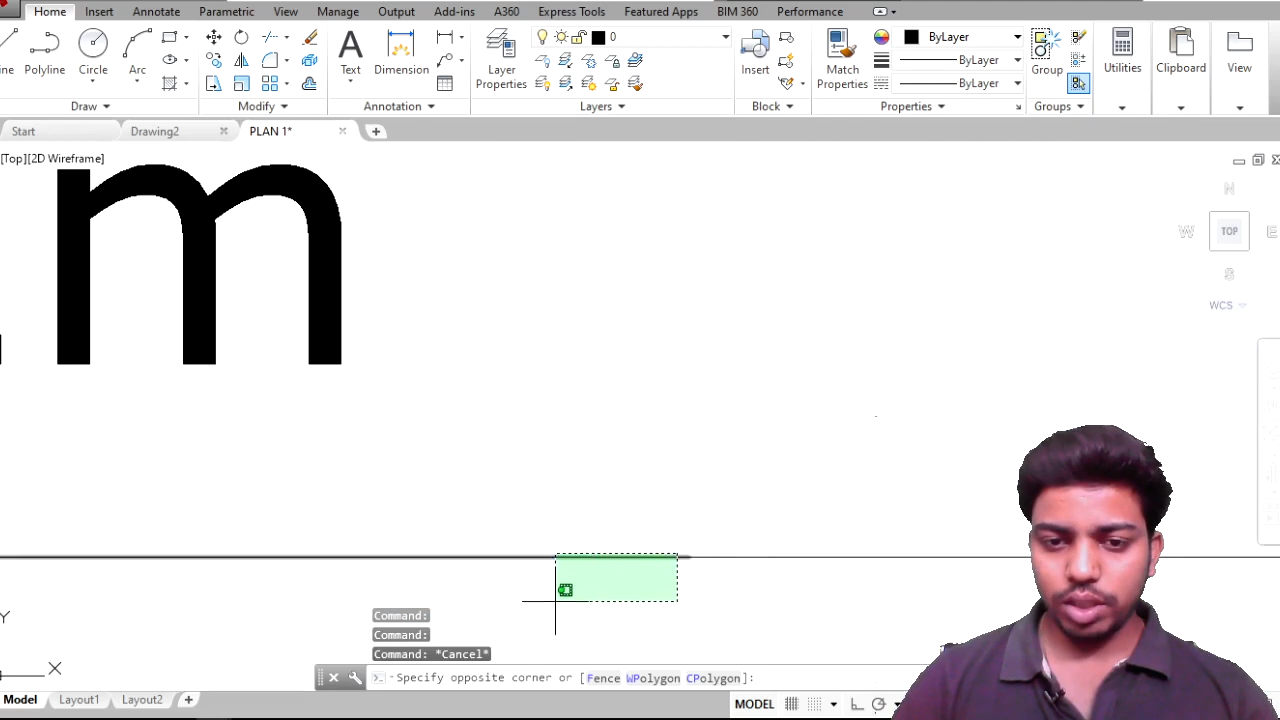 Home Insert Annotate Parametric View Manage Output Add-ins A360 Express Tools Featured Apps BIM 360 Performance
0 ByLayer
ByLayer
ByLayer
Polyline Circle Arc Text Dimension Layer Properties Insert Match Properties Group Utilities Clipboard View
Draw Modify Annotation Layers Block Properties Groups
Start Drawing2 PLAN 1*
[Top][2D Wireframe]
m
N
W TOP E
S
WCS
Command:
Command:
Command: *Cancel*
Specify opposite corner or [Fence WPolygon CPolygon]:
Y
X
Model Layout1 Layout2
MODEL